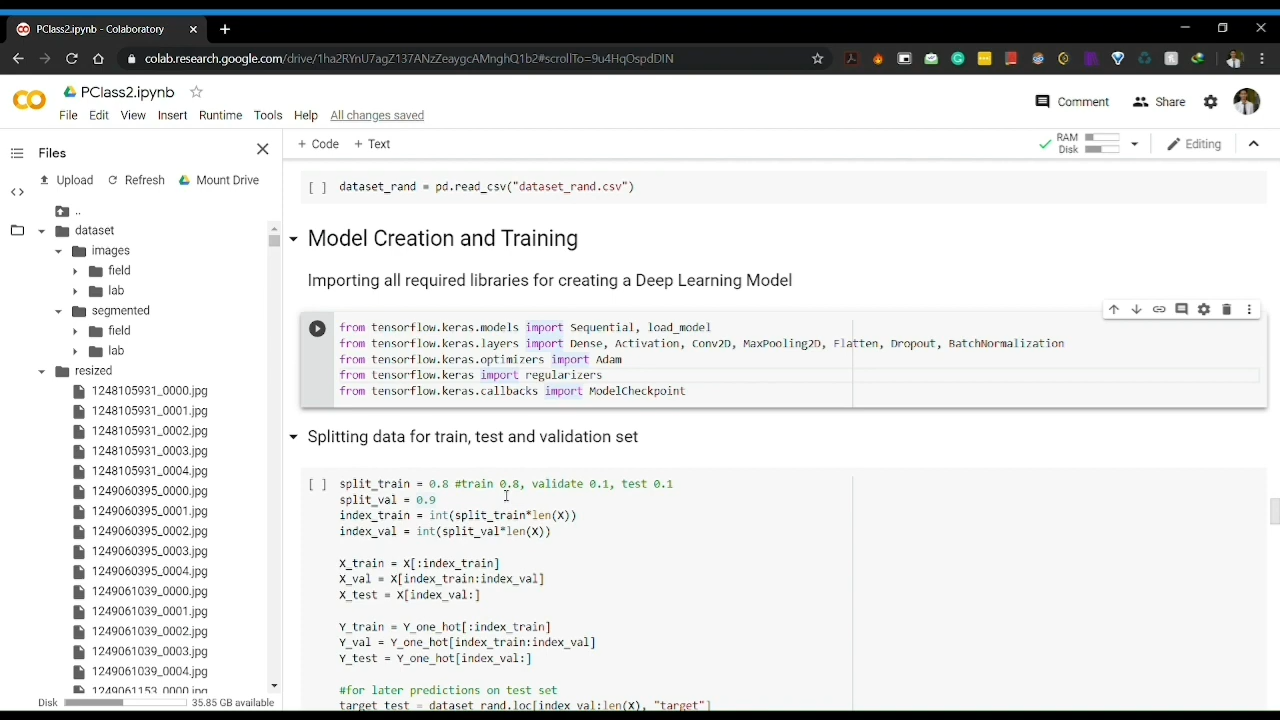 PClass2.ipynb - Colaboratory
colab.research.google.com/drive/1ha2RYnU7agZ137ANzZeaygcAMnghQ1b2#scrollTo=9u4HqOspdDIN
PClass2.ipynb
File Edit View Insert Runtime Tools Help All changes saved
Comment Share
Files
+ Code + Text
RAM
Disk
Editing
Upload Refresh Mount Drive
..
dataset
images
field
lab
segmented
field
lab
resized
1248105931_0000.jpg
1248105931_0001.jpg
1248105931_0002.jpg
1248105931_0003.jpg
1248105931_0004.jpg
1249060395_0000.jpg
1249060395_0001.jpg
1249060395_0002.jpg
1249060395_0003.jpg
1249060395_0004.jpg
1249061039_0000.jpg
1249061039_0001.jpg
1249061039_0002.jpg
1249061039_0003.jpg
1249061039_0004.jpg
1249061153_0000.jpg
Disk 35.85 GB available
[ ] dataset_rand = pd.read_csv("dataset_rand.csv")
Model Creation and Training
Importing all required libraries for creating a Deep Learning Model
from tensorflow.keras.models import Sequential, load_model
from tensorflow.keras.layers import Dense, Activation, Conv2D, MaxPooling2D, Flatten, Dropout, BatchNormalization
from tensorflow.keras.optimizers import Adam
from tensorflow.keras import regularizers
from tensorflow.keras.callbacks import ModelCheckpoint
Splitting data for train, test and validation set
[ ] split_train = 0.8 #train 0.8, validate 0.1, test 0.1
split_val = 0.9
index_train = int(split_train*len(X))
index_val = int(split_val*len(X))
X_train = X[:index_train]
X_val = X[index_train:index_val]
X_test = X[index_val:]
Y_train = Y_one_hot[:index_train]
Y_val = Y_one_hot[index_train:index_val]
Y_test = Y_one_hot[index_val:]
#for later predictions on test set
target_test = dataset_rand.loc[index_val:len(X), "target"]